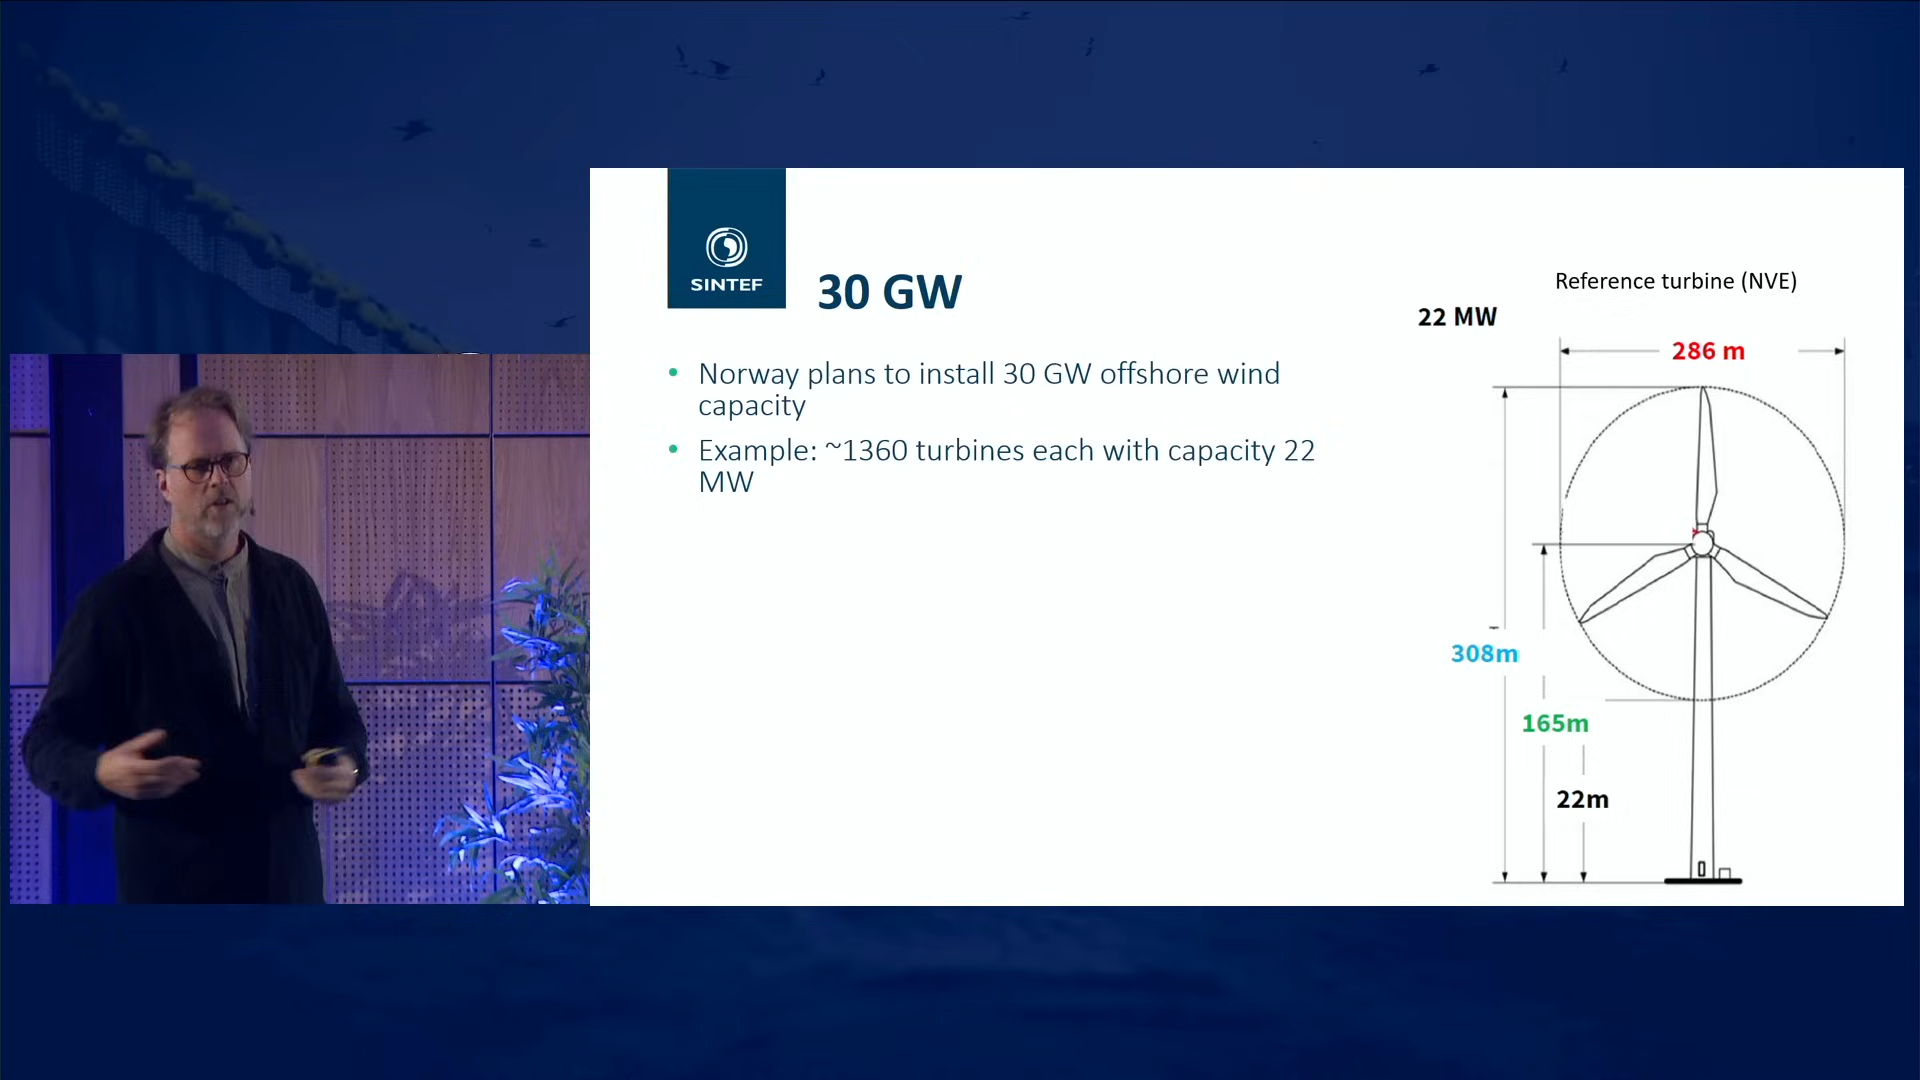 SINTEF
30 GW
Norway plans to install 30 GW offshore wind
capacity
Example: ~1360 turbines each with capacity 22
MW
Reference turbine (NVE)
22 MW
286 m
308m
165m
22m